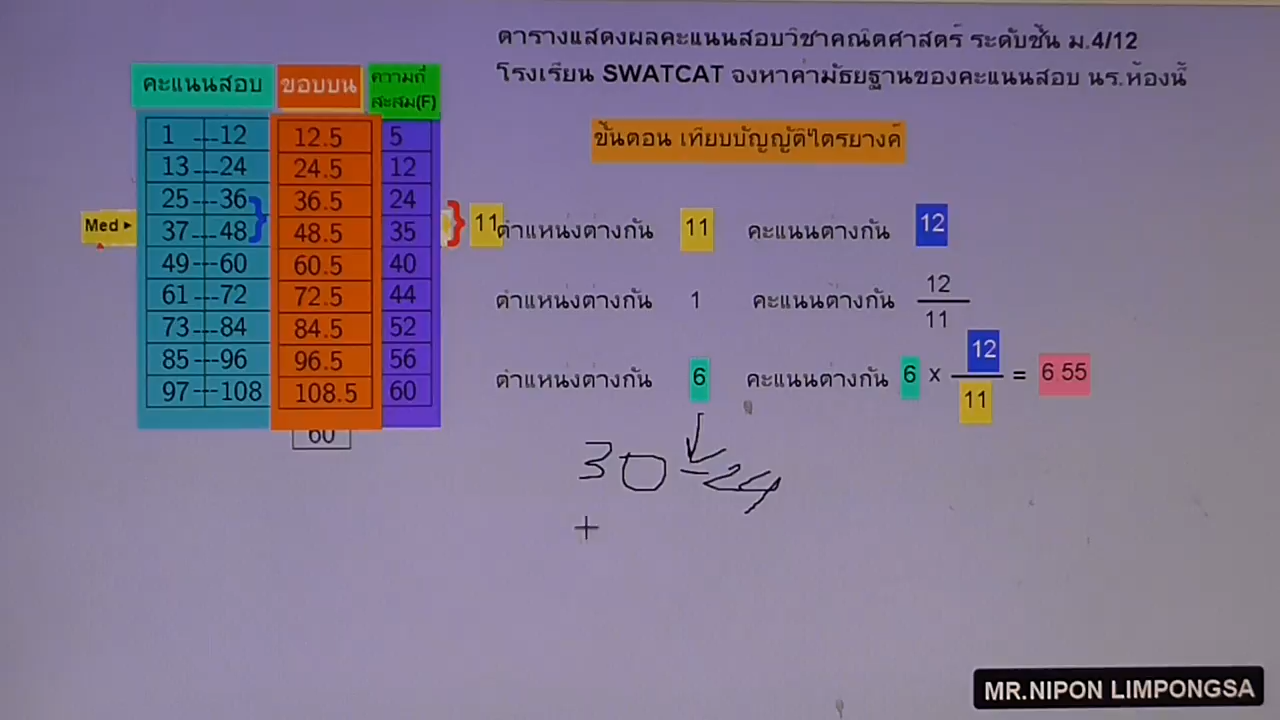 ตารางแสดงผลคะแนนสอบวิชาคณิตศาสตร์ ระดับชั้น ม.4/12
โรงเรียน SWATCAT จงหาค่ามัธยฐานของคะแนนสอบ นร.ห้องนี้
คะแนนสอบ ขอบบน ความถี่สะสม(F)
1 ---12 12.5 5
13 ---24 24.5 12
25 ---36 36.5 24
Med ► 37 ---48 48.5 35 11
49---60 60.5 40
61---72 72.5 44
73---84 84.5 52
85---96 96.5 56
97---108 108.5 60
60
ขั้นตอน เทียบบัญญัติไตรยางค์
ตำแหน่งต่างกัน 11 คะแนนต่างกัน 12
ตำแหน่งต่างกัน 1 คะแนนต่างกัน 12/11
ตำแหน่งต่างกัน 6 คะแนนต่างกัน 6 x 12/11 = 6 55
30 - 24
MR.NIPON LIMPONGSA